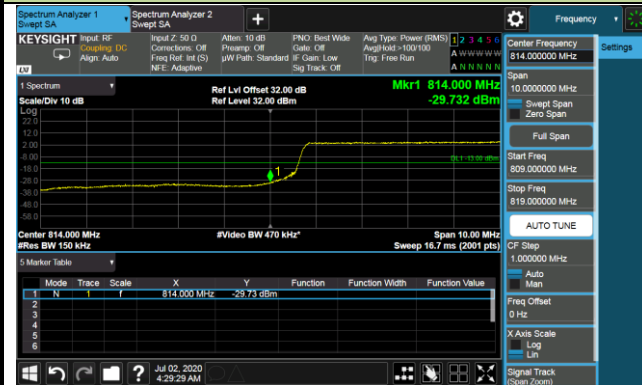 Spectrum Analyzer 1
Swept SA
Spectrum Analyzer 2
Swept SA
+
Frequency
KEYSIGHT
Input: RF
Coupling: DC
Align: Auto
Input Z: 50 Ω
Corrections: Off
Freq Ref: Int (S)
NFE: Adaptive
Atten: 10 dB
Preamp: Off
µW Path: Standard
PNO: Best Wide
Gate: Off
IF Gain: Low
Sig Track: Off
Avg Type: Power (RMS)
Avg|Hold:>100/100
Trig: Free Run
1 2 3 4 5 6
A W W W W W
A N N N N N
LXI
1 Spectrum
Scale/Div 10 dB
Log
Ref Lvl Offset 32.00 dB
Ref Level 32.00 dBm
Mkr1 814.000 MHz
-29.732 dBm
22.0
12.0
2.00
-8.00
-18.0
-28.0
-38.0
-48.0
-58.0
DL1 -13.00 dBm
1
Center 814.000 MHz
#Res BW 150 kHz
#Video BW 470 kHz*
Span 10.00 MHz
Sweep 16.7 ms (2001 pts)
5 Marker Table
Mode Trace Scale X Y Function Function Width Function Value
1 N 1 f 814.000 MHz -29.73 dBm
2
3
4
5
6
Jul 02, 2020
4:29:29 AM
Center Frequency
814.000000 MHz
Span
10.0000000 MHz
Swept Span
Zero Span
Full Span
Start Freq
809.000000 MHz
Stop Freq
819.000000 MHz
AUTO TUNE
CF Step
1.000000 MHz
Auto
Man
Freq Offset
0 Hz
X Axis Scale
Log
Lin
Signal Track
(Span Zoom)
Settings